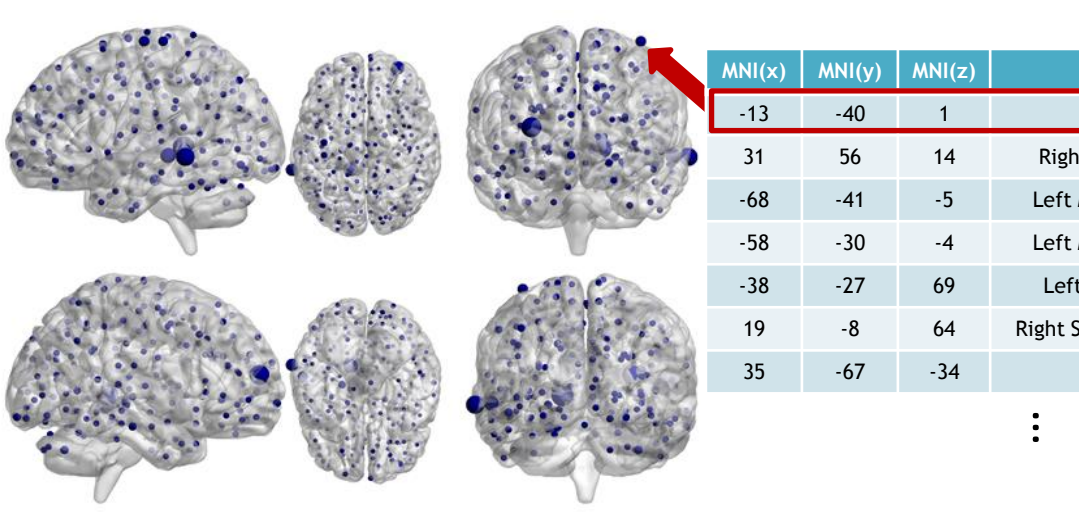 MNI(x) MNI(y) MNI(z)
-13 -40 1
31 56 14 Righ
-68 -41 -5 Left
-58 -30 -4 Left
-38 -27 69 Left
19 -8 64 Right S
35 -67 -34
⋮